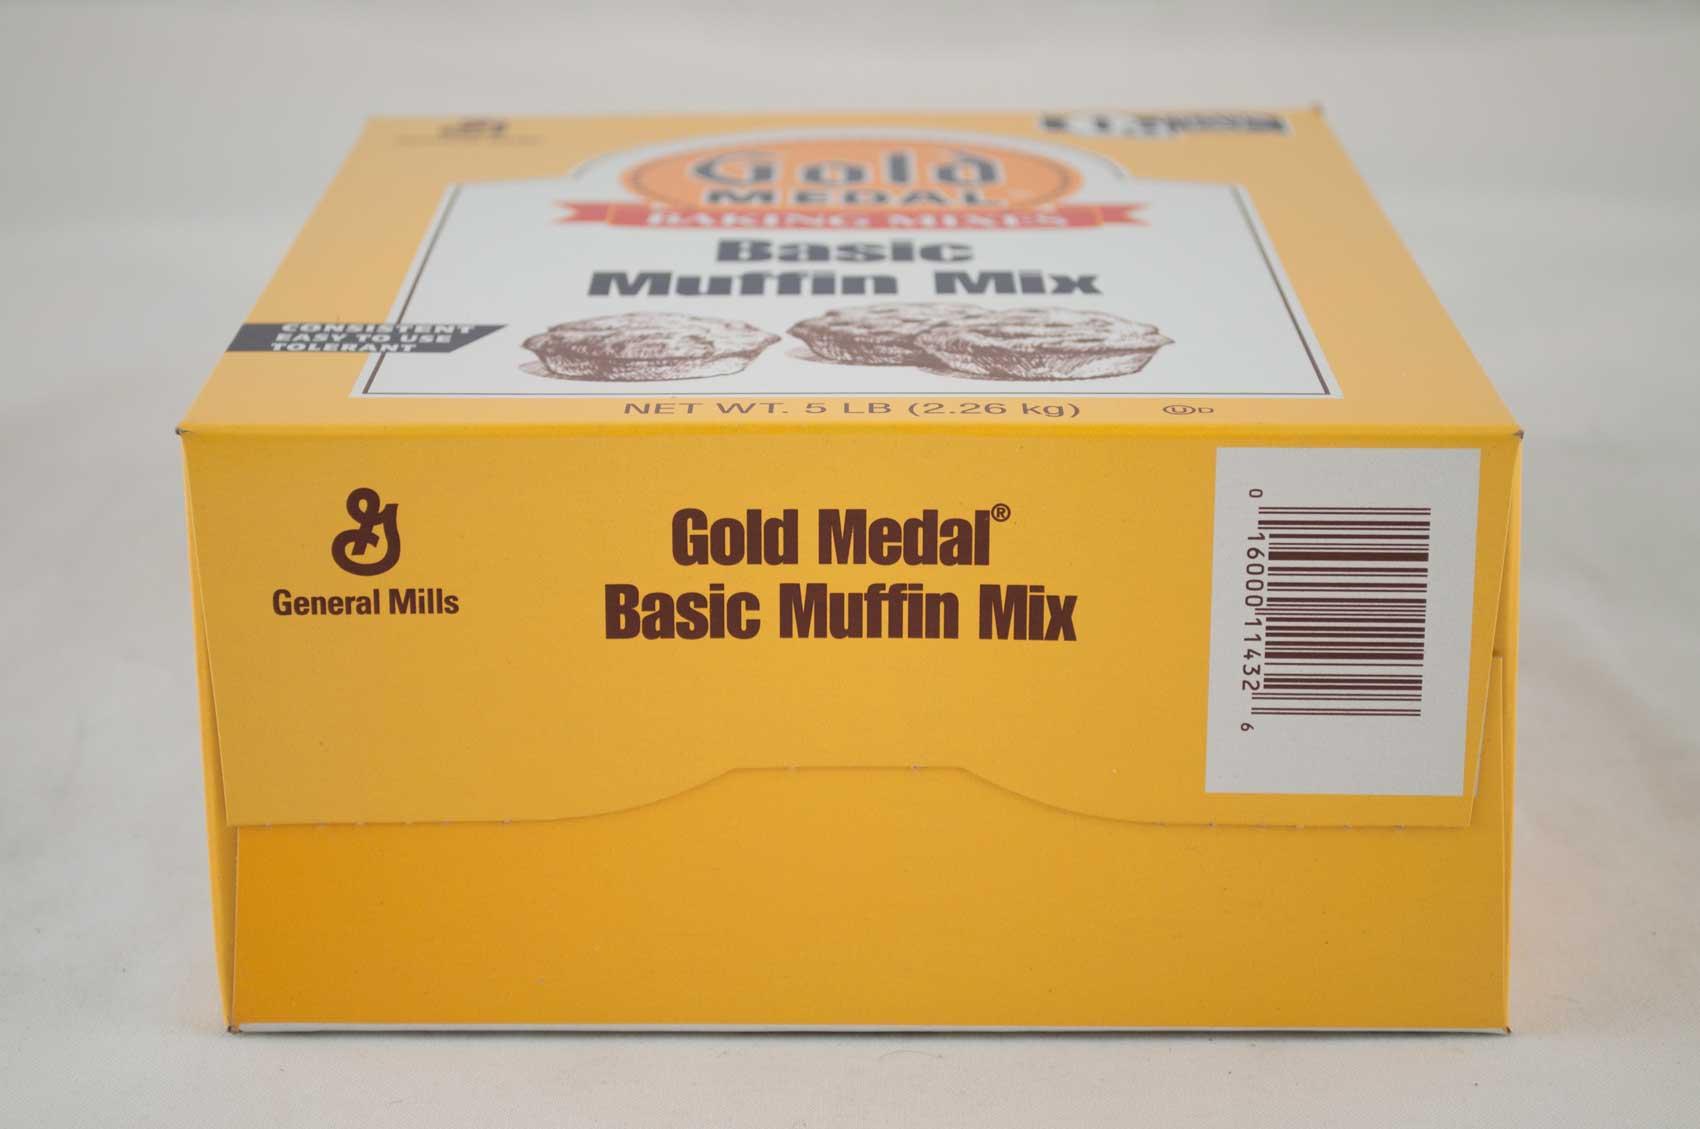 Gold
MEDAL
BAKING MIXES
Basic
Muffin Mix
CONSISTENT
EASY TO USE
TOLERANT
NET WT. 5 LB (2.26 kg)
U D
General Mills
Gold Medal®
Basic Muffin Mix
0 16000 11432 6